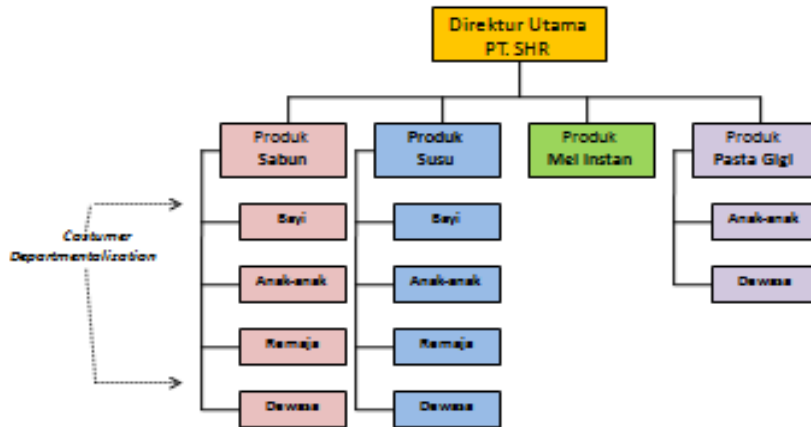 Direktur Utama
PT. SHR
Produk
Sabun
Produk
Susu
Produk
Mei Instan
Produk
Pasta Gigi
Costumer
Departmentalization
Bayi
Bayi
Anak-anak
Anak-anak
Anak-anak
Dewasa
Remaja
Remaja
Dewasa
Dewasa